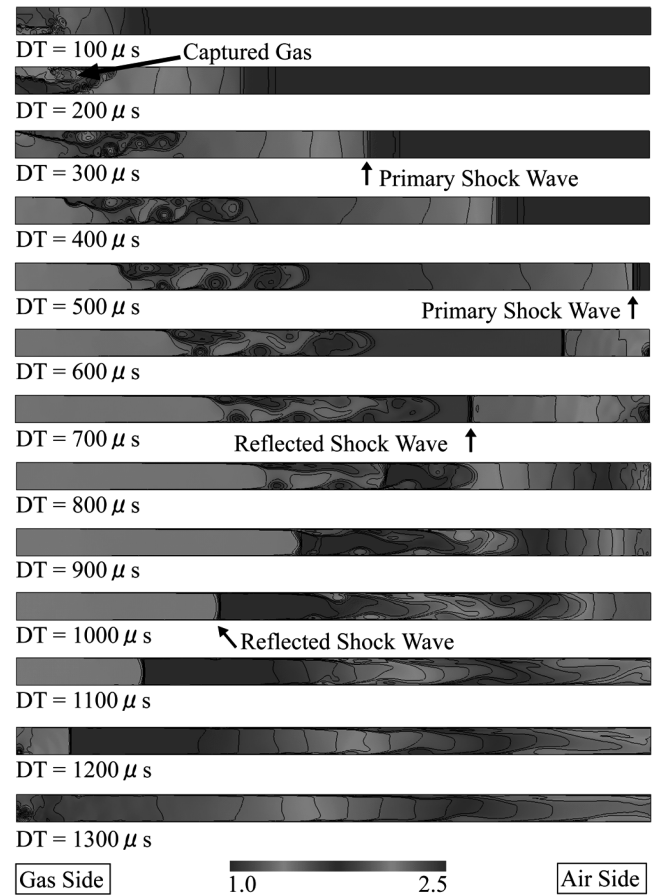 DT = 100 μ s
Captured Gas
DT = 200 μ s
DT = 300 μ s
Primary Shock Wave
DT = 400 μ s
DT = 500 μ s
Primary Shock Wave
DT = 600 μ s
DT = 700 μ s
Reflected Shock Wave
DT = 800 μ s
DT = 900 μ s
DT = 1000 μ s
Reflected Shock Wave
DT = 1100 μ s
DT = 1200 μ s
DT = 1300 μ s
Gas Side
1.0
2.5
Air Side